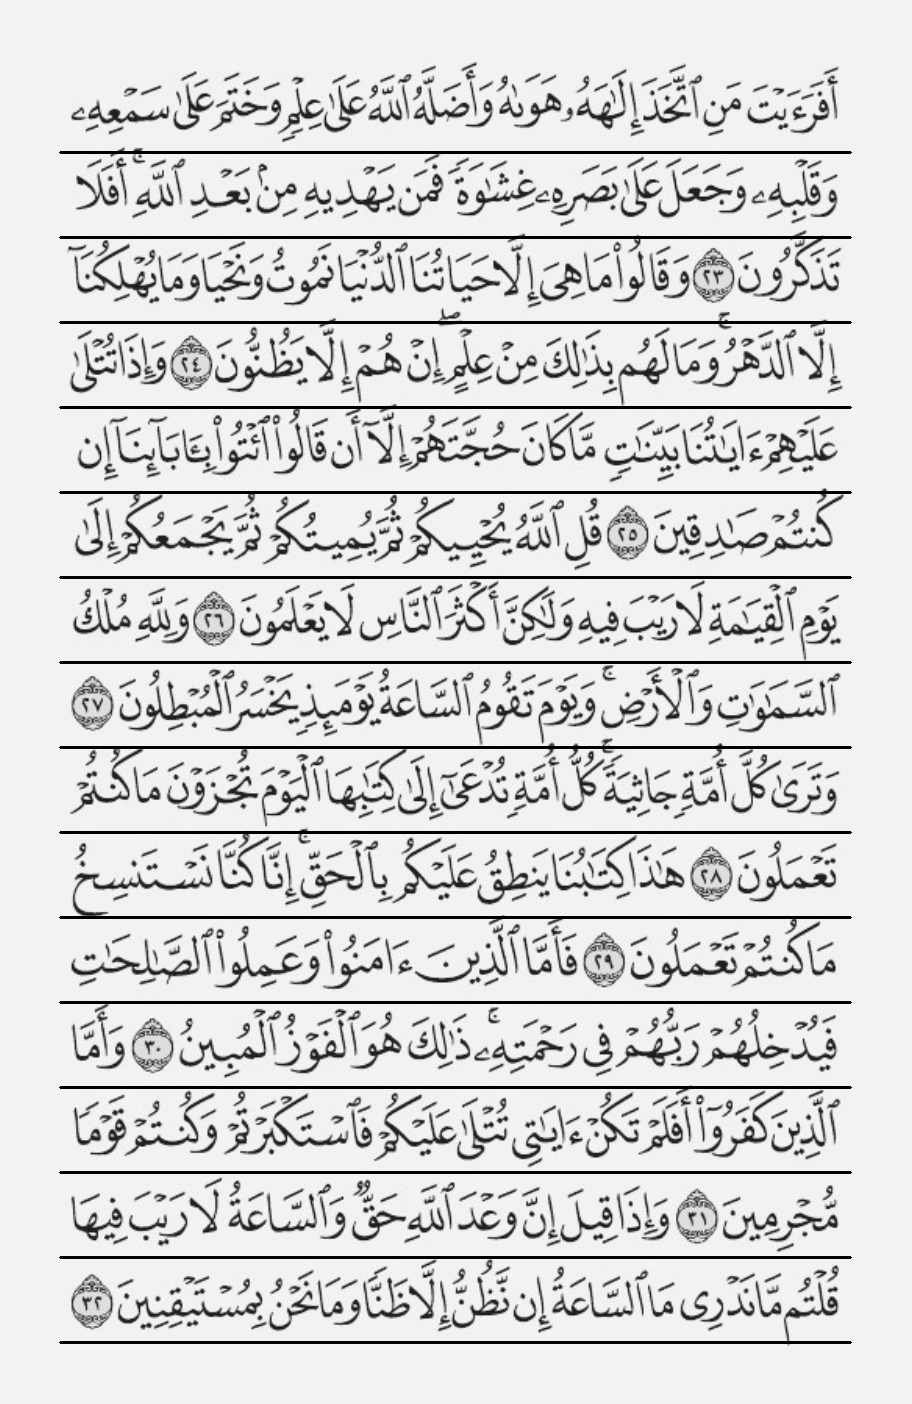 أَفَرَءَيْتَ مَنِ ٱتَّخَذَ إِلَٰهَهُۥ هَوَىٰهُ وَأَضَلَّهُ ٱللَّهُ عَلَىٰ عِلْمٍ وَخَتَمَ عَلَىٰ سَمْعِهِۦ
وَقَلْبِهِۦ وَجَعَلَ عَلَىٰ بَصَرِهِۦ غِشَٰوَةً فَمَن يَهْدِيهِ مِنۢ بَعْدِ ٱللَّهِ ۚ أَفَلَا
تَذَكَّرُونَ ٢٣ وَقَالُوا۟ مَا هِىَ إِلَّا حَيَاتُنَا ٱلدُّنْيَا نَمُوتُ وَنَحْيَا وَمَا يُهْلِكُنَآ
إِلَّا ٱلدَّهْرُ ۚ وَمَا لَهُم بِذَٰلِكَ مِنْ عِلْمٍ ۖ إِنْ هُمْ إِلَّا يَظُنُّونَ ٢٤ وَإِذَا تُتْلَىٰ
عَلَيْهِمْ ءَايَٰتُنَا بَيِّنَٰتٍ مَّا كَانَ حُجَّتَهُمْ إِلَّآ أَن قَالُوا۟ ٱئْتُوا۟ بِـَٔابَآئِنَآ إِن
كُنتُمْ صَٰدِقِينَ ٢٥ قُلِ ٱللَّهُ يُحْيِيكُمْ ثُمَّ يُمِيتُكُمْ ثُمَّ يَجْمَعُكُمْ إِلَىٰ
يَوْمِ ٱلْقِيَٰمَةِ لَا رَيْبَ فِيهِ وَلَٰكِنَّ أَكْثَرَ ٱلنَّاسِ لَا يَعْلَمُونَ ٢٦ وَلِلَّهِ مُلْكُ
ٱلسَّمَٰوَٰتِ وَٱلْأَرْضِ ۚ وَيَوْمَ تَقُومُ ٱلسَّاعَةُ يَوْمَئِذٍ يَخْسَرُ ٱلْمُبْطِلُونَ ٢٧
وَتَرَىٰ كُلَّ أُمَّةٍ جَاثِيَةً ۚ كُلُّ أُمَّةٍ تُدْعَىٰٓ إِلَىٰ كِتَٰبِهَا ٱلْيَوْمَ تُجْزَوْنَ مَا كُنتُمْ
تَعْمَلُونَ ٢٨ هَٰذَا كِتَٰبُنَا يَنطِقُ عَلَيْكُم بِٱلْحَقِّ ۚ إِنَّا كُنَّا نَسْتَنسِخُ
مَا كُنتُمْ تَعْمَلُونَ ٢٩ فَأَمَّا ٱلَّذِينَ ءَامَنُوا۟ وَعَمِلُوا۟ ٱلصَّٰلِحَٰتِ
فَيُدْخِلُهُمْ رَبُّهُمْ فِى رَحْمَتِهِۦ ۚ ذَٰلِكَ هُوَ ٱلْفَوْزُ ٱلْمُبِينُ ٣٠ وَأَمَّا
ٱلَّذِينَ كَفَرُوٓا۟ أَفَلَمْ تَكُنْ ءَايَٰتِى تُتْلَىٰ عَلَيْكُمْ فَٱسْتَكْبَرْتُمْ وَكُنتُمْ قَوْمًا
مُّجْرِمِينَ ٣١ وَإِذَا قِيلَ إِنَّ وَعْدَ ٱللَّهِ حَقٌّ وَٱلسَّاعَةُ لَا رَيْبَ فِيهَا
قُلْتُم مَّا نَدْرِى مَا ٱلسَّاعَةُ إِن نَّظُنُّ إِلَّا ظَنًّا وَمَا نَحْنُ بِمُسْتَيْقِنِينَ ٣٢